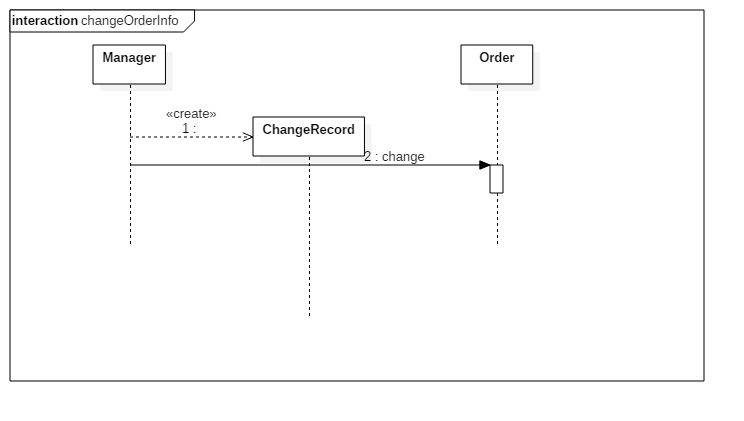 interaction changeOrderInfo
Manager
Order
«create»
1 :
ChangeRecord
2 : change